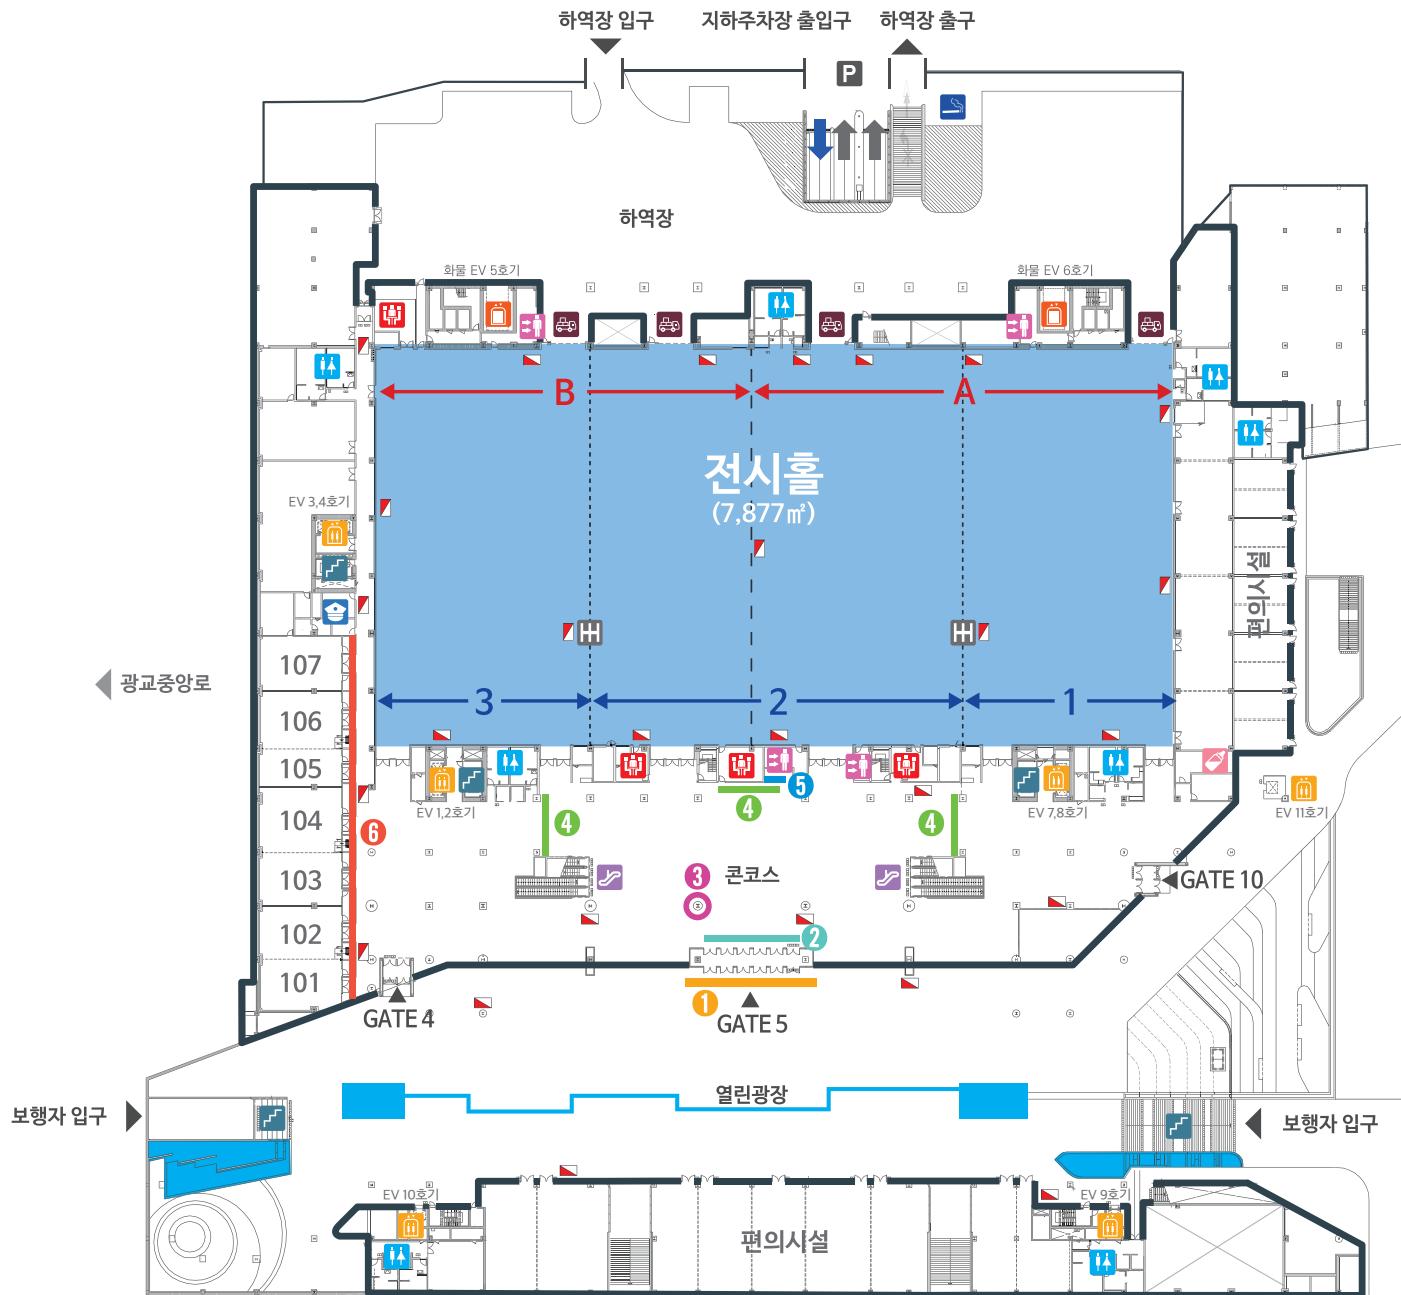 하역장 입구
지하주차장 출입구
하역장 출구
P
하역장
화물 EV 5호기
화물 EV 6호기
B
A
전시홀
(7,877㎡)
EV 3,4호기
편의시설
107
106
105
104
103
102
101
광교중앙로
3
2
1
5
4
4
4
EV 1,2호기
EV 7,8호기
EV 11호기
6
3
콘코스
GATE 10
2
1
GATE 4
GATE 5
열린광장
보행자 입구
보행자 입구
EV 10호기
EV 9호기
편의시설